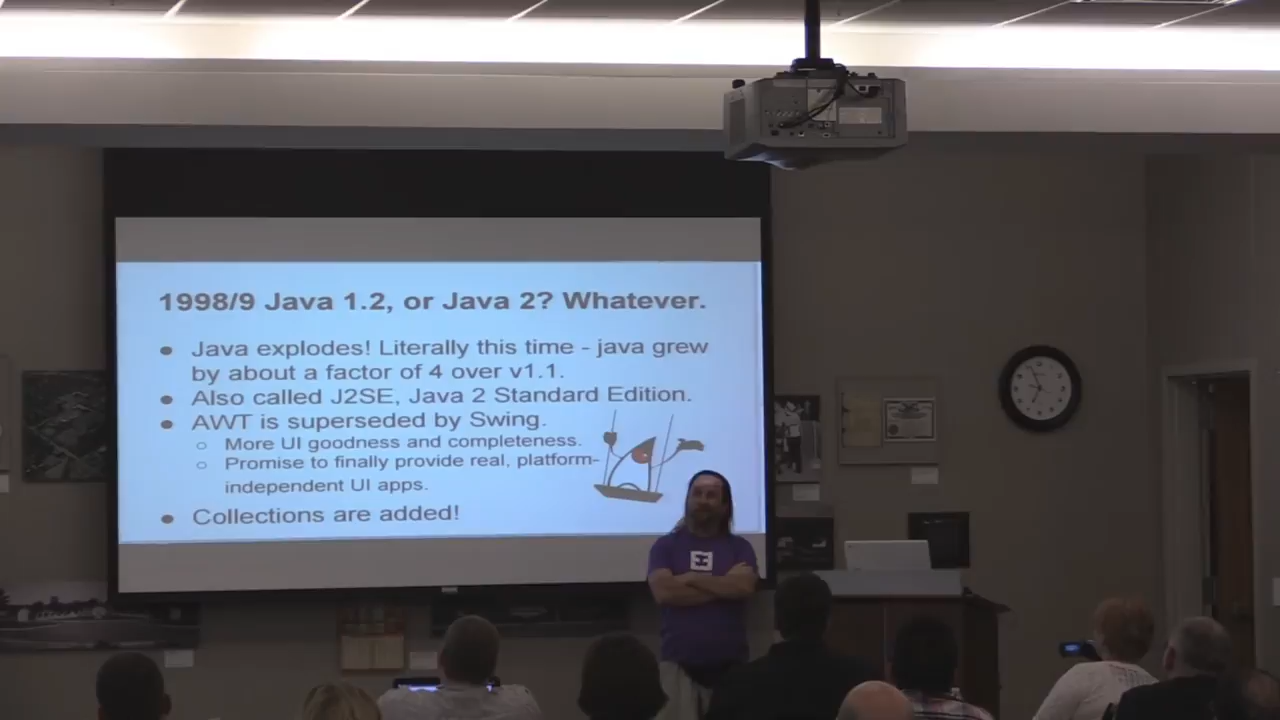 1998/9 Java 1.2, or Java 2? Whatever.
● Java explodes! Literally this time - java grew
by about a factor of 4 over v1.1.
● Also called J2SE, Java 2 Standard Edition.
● AWT is superseded by Swing.
○ More UI goodness and completeness.
○ Promise to finally provide real, platform-
independent UI apps.
● Collections are added!